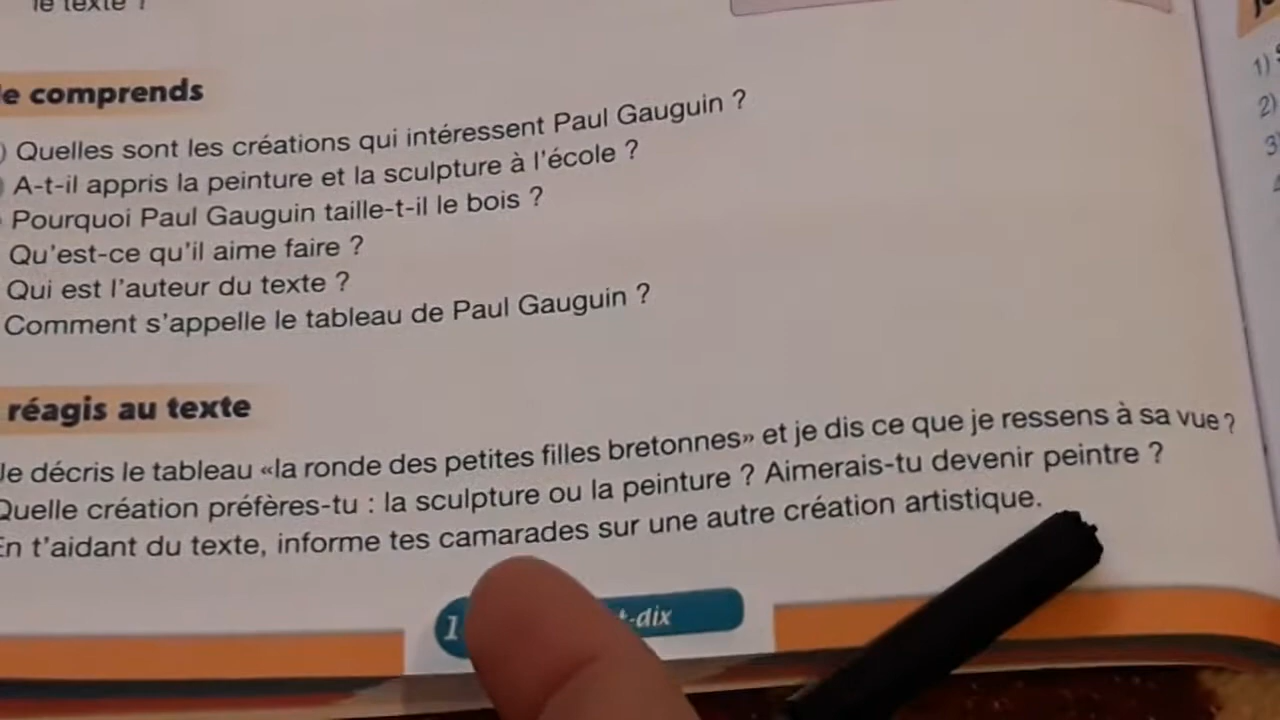 le texte ?
e comprends
) Quelles sont les créations qui intéressent Paul Gauguin ?
A-t-il appris la peinture et la sculpture à l'école ?
Pourquoi Paul Gauguin taille-t-il le bois ?
Qu'est-ce qu'il aime faire ?
Qui est l'auteur du texte ?
Comment s'appelle le tableau de Paul Gauguin ?
réagis au texte
Je décris le tableau «la ronde des petites filles bretonnes» et je dis ce que je ressens à sa vue ?
Quelle création préfères-tu : la sculpture ou la peinture ? Aimerais-tu devenir peintre ?
En t'aidant du texte, informe tes camarades sur une autre création artistique.
1 t-dix
1)
2)
3)